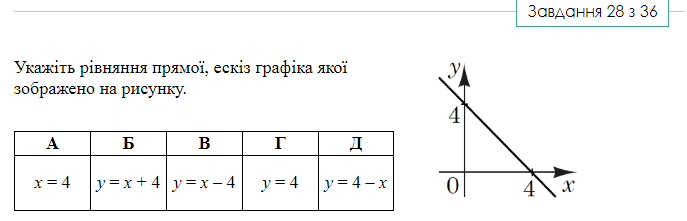 Завдання 28 з 36
Укажіть рівняння прямої, ескіз графіка якої
зображено на рисунку.
А Б В Г Д
x = 4 y = x + 4 y = x – 4 y = 4 y = 4 – x
y
4
0 4 x